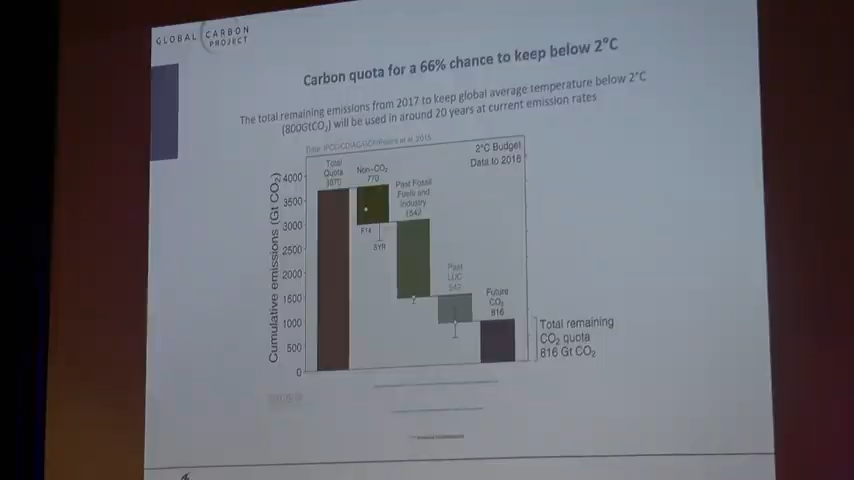 GLOBAL CARBON
PROJECT
Carbon quota for a 66% chance to keep below 2°C
The total remaining emissions from 2017 to keep global average temperature below 2°C
(800GtCO₂) will be used in around 20 years at current emission rates
2°C Budget
Data to 2016
Cumulative emissions (Gt CO₂)
4000
3500
3000
2500
2000
1500
1000
500
0
Total
Quota
3670
Non-CO₂
770
Past Fossil
Fuels and
Industry
1542
Past
LUC
Future
CO₂
816
SYR
Total remaining
CO₂ quota
816 Gt CO₂